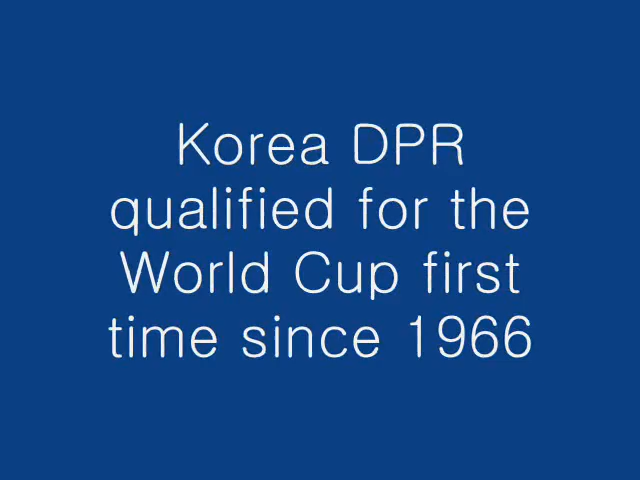 Korea DPR
qualified for the
World Cup first
time since 1966